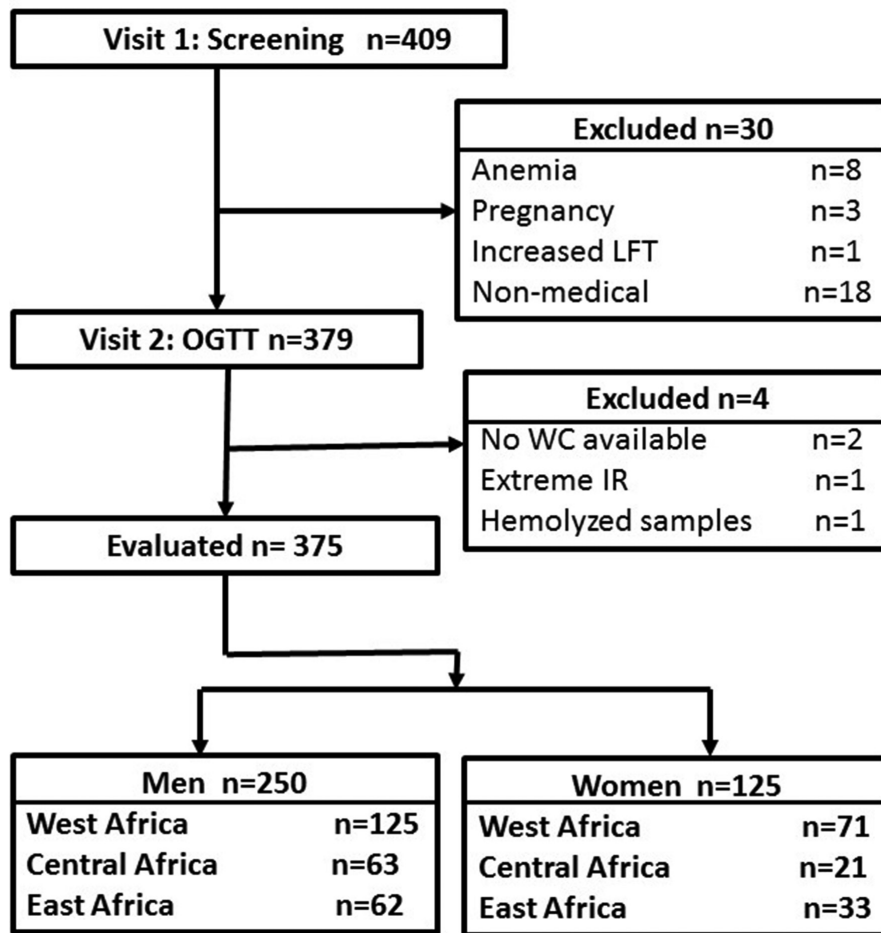 Visit 1: Screening n=409
Excluded n=30
Anemia n=8
Pregnancy n=3
Increased LFT n=1
Non-medical n=18
Visit 2: OGTT n=379
Excluded n=4
No WC available n=2
Extreme IR n=1
Hemolyzed samples n=1
Evaluated n= 375
Men n=250
West Africa n=125
Central Africa n=63
East Africa n=62
Women n=125
West Africa n=71
Central Africa n=21
East Africa n=33